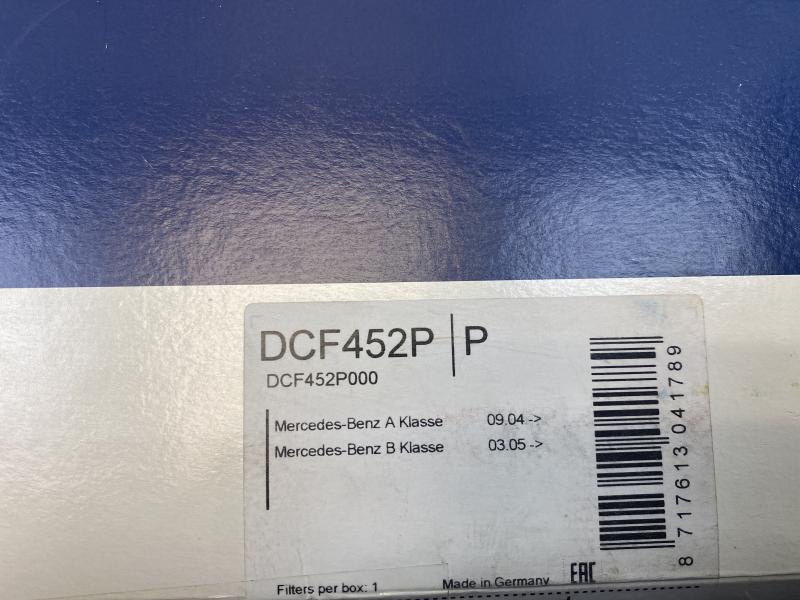 DCF452P P
DCF452P000
Mercedes-Benz A Klasse 09.04 ->
Mercedes-Benz B Klasse 03.05 ->
8 717613 041789
Filters per box: 1 Made in Germany EAC